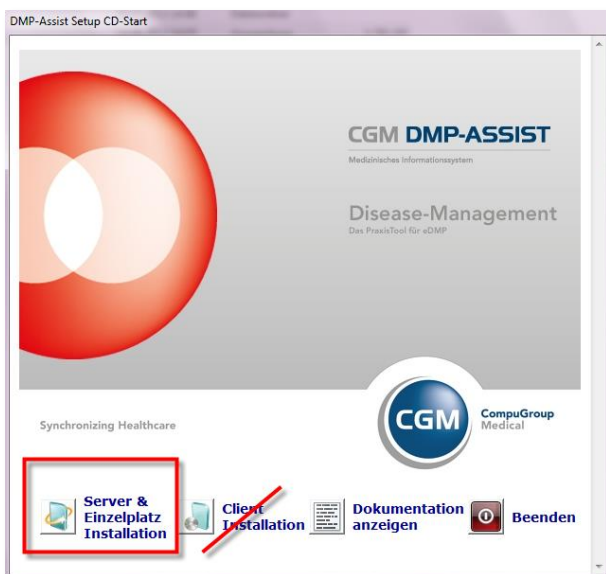 DMP-Assist Setup CD-Start
CGM DMP-ASSIST
Medizinisches Informationssystem
Disease-Management
Das PraxisTool für eDMP
Synchronizing Healthcare
CGM
CompuGroup
Medical
Server &
Einzelplatz
Installation
Client
Installation
Dokumentation
anzeigen
Beenden